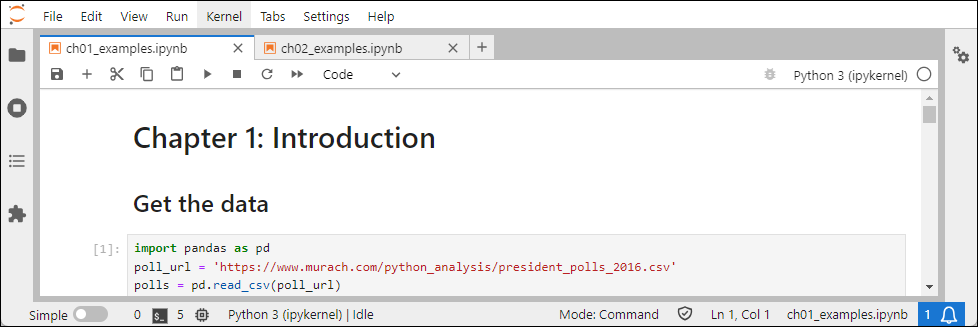 File Edit View Run Kernel Tabs Settings Help
ch01_examples.ipynb ch02_examples.ipynb
Code Python 3 (ipykernel)
Chapter 1: Introduction
Get the data
[1]: import pandas as pd
poll_url = 'https://www.murach.com/python_analysis/president_polls_2016.csv'
polls = pd.read_csv(poll_url)
Simple 0 $_ 5 Python 3 (ipykernel) | Idle Mode: Command Ln 1, Col 1 ch01_examples.ipynb 1